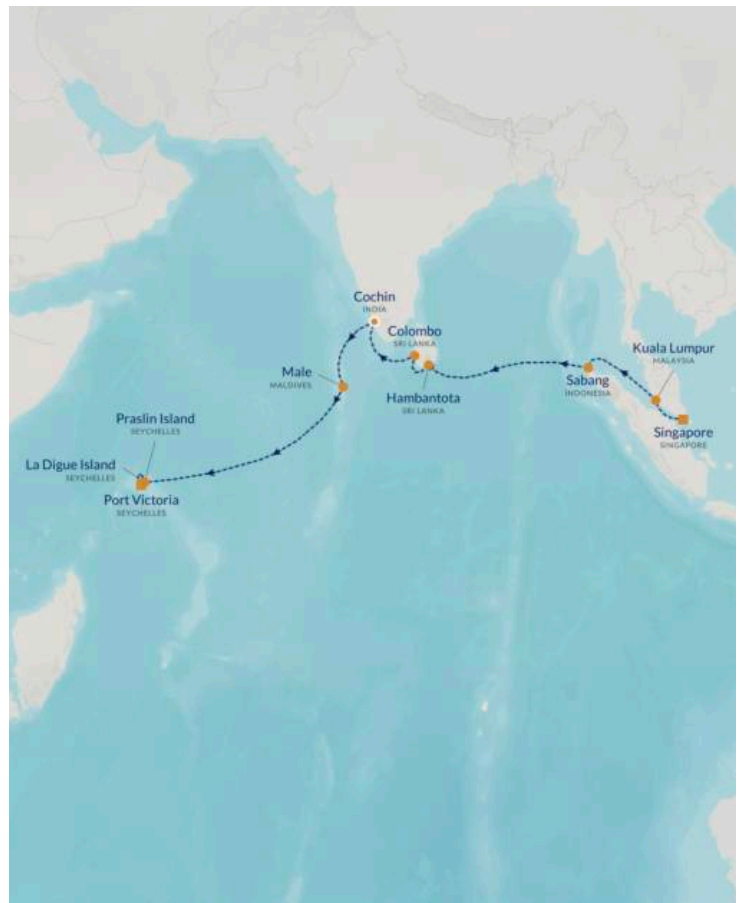 Cochin
INDIA
Colombo
SRI LANKA
Kuala Lumpur
MALAYSIA
Male
MALDIVES
Sabang
INDONESIA
Hambantota
SRI LANKA
Praslin Island
SEYCHELLES
Singapore
SINGAPORE
La Digue Island
SEYCHELLES
Port Victoria
SEYCHELLES